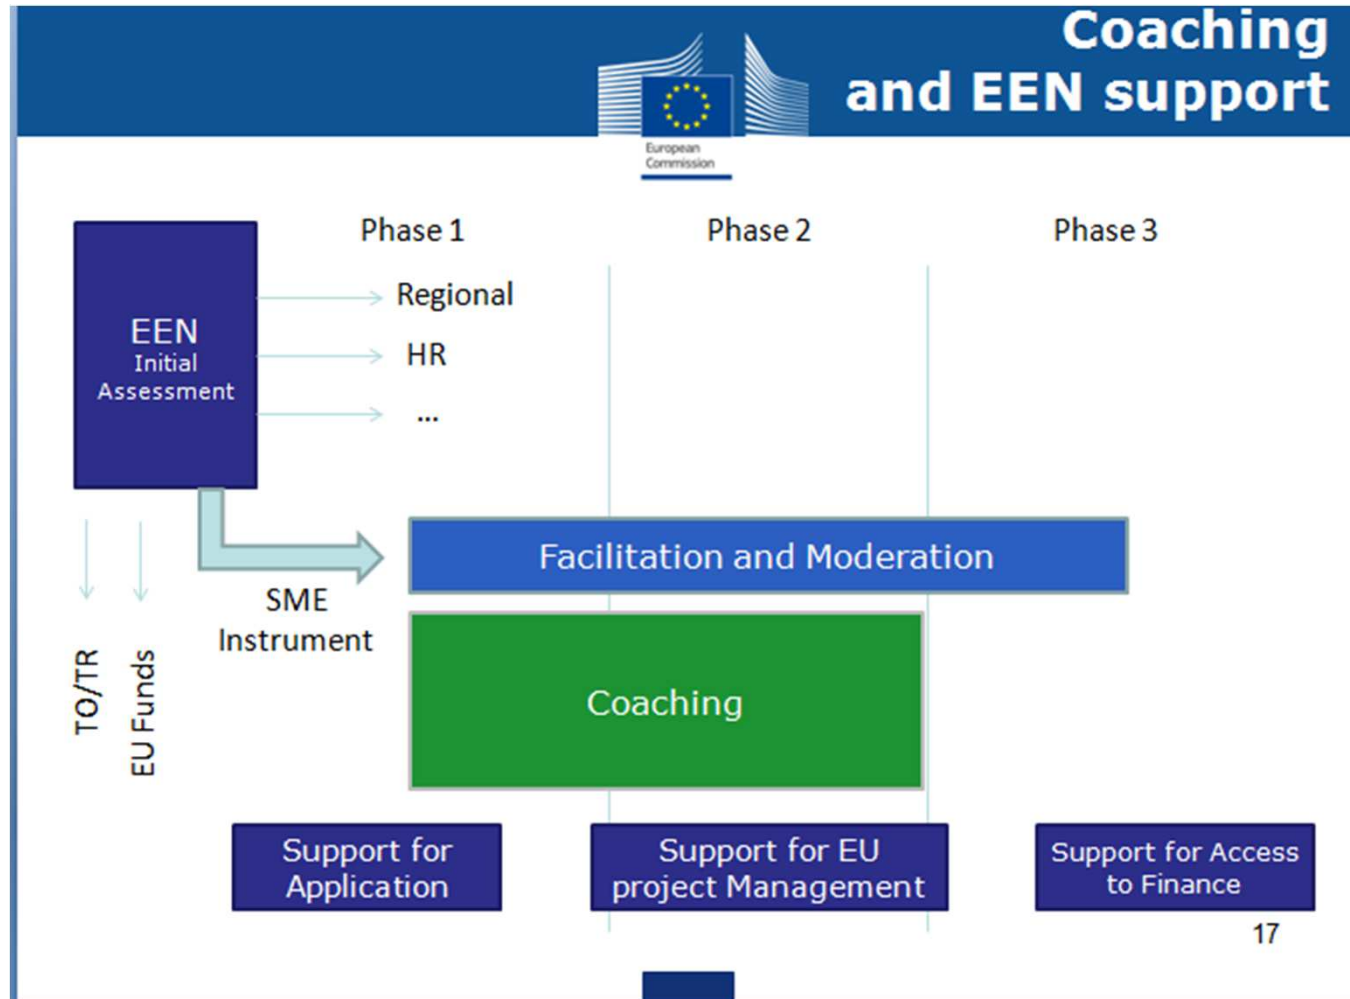 Coaching
and EEN support
European
Commission
Phase 1
Phase 2
Phase 3
EEN
Initial
Assessment
Regional
HR
...
SME
Instrument
TO/TR
EU Funds
Facilitation and Moderation
Coaching
Support for
Application
Support for EU
project Management
Support for Access
to Finance
17